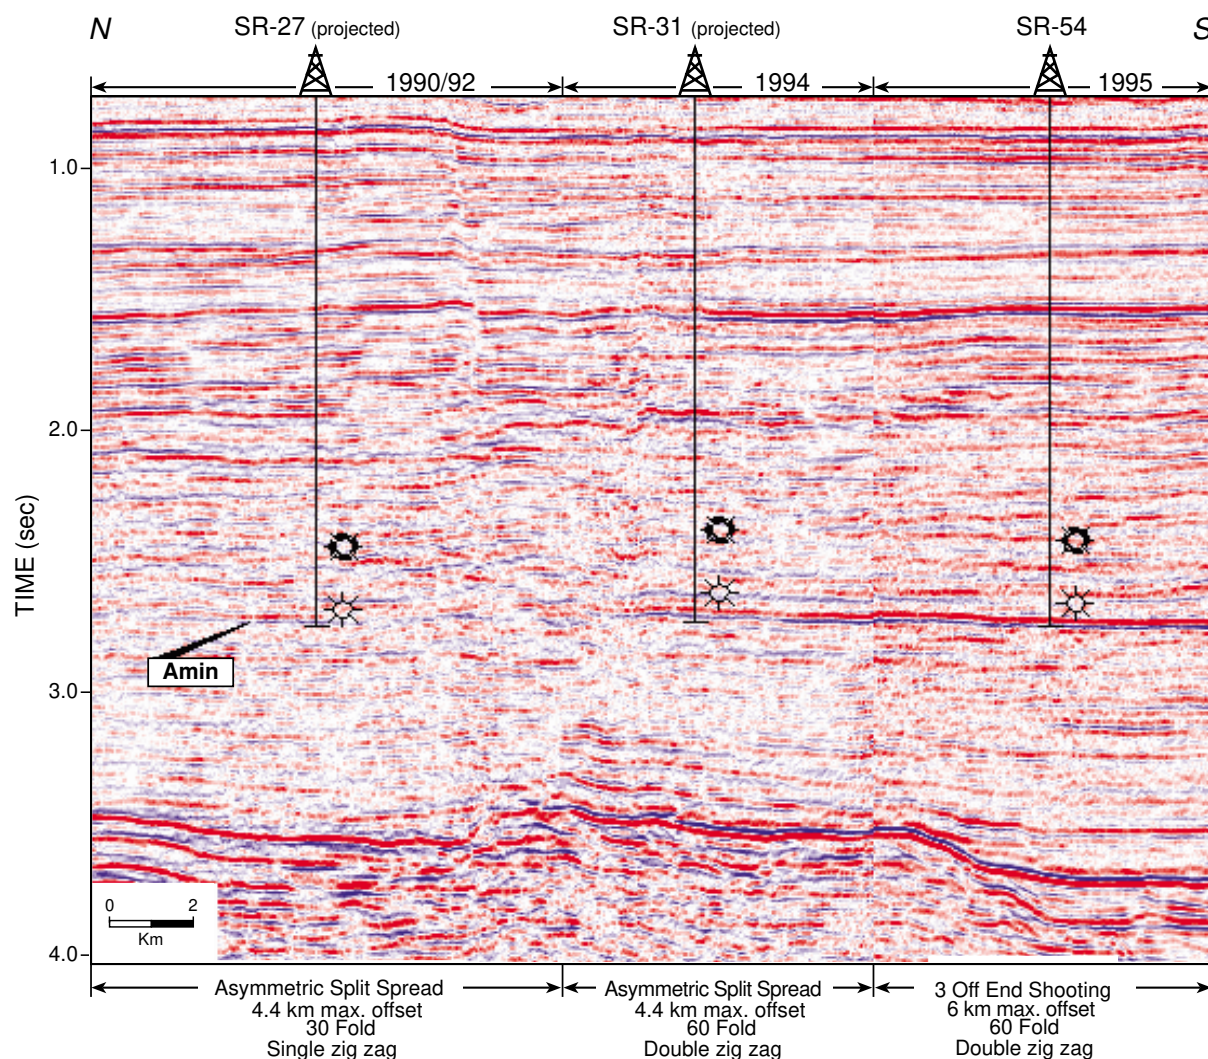 N SR-27 (projected) SR-31 (projected) SR-54 S
1990/92 1994 1995
1.0
2.0
TIME (sec)
Amin
3.0
0 2
Km
4.0
Asymmetric Split Spread
4.4 km max. offset
30 Fold
Single zig zag
Asymmetric Split Spread
4.4 km max. offset
60 Fold
Double zig zag
3 Off End Shooting
6 km max. offset
60 Fold
Double zig zag